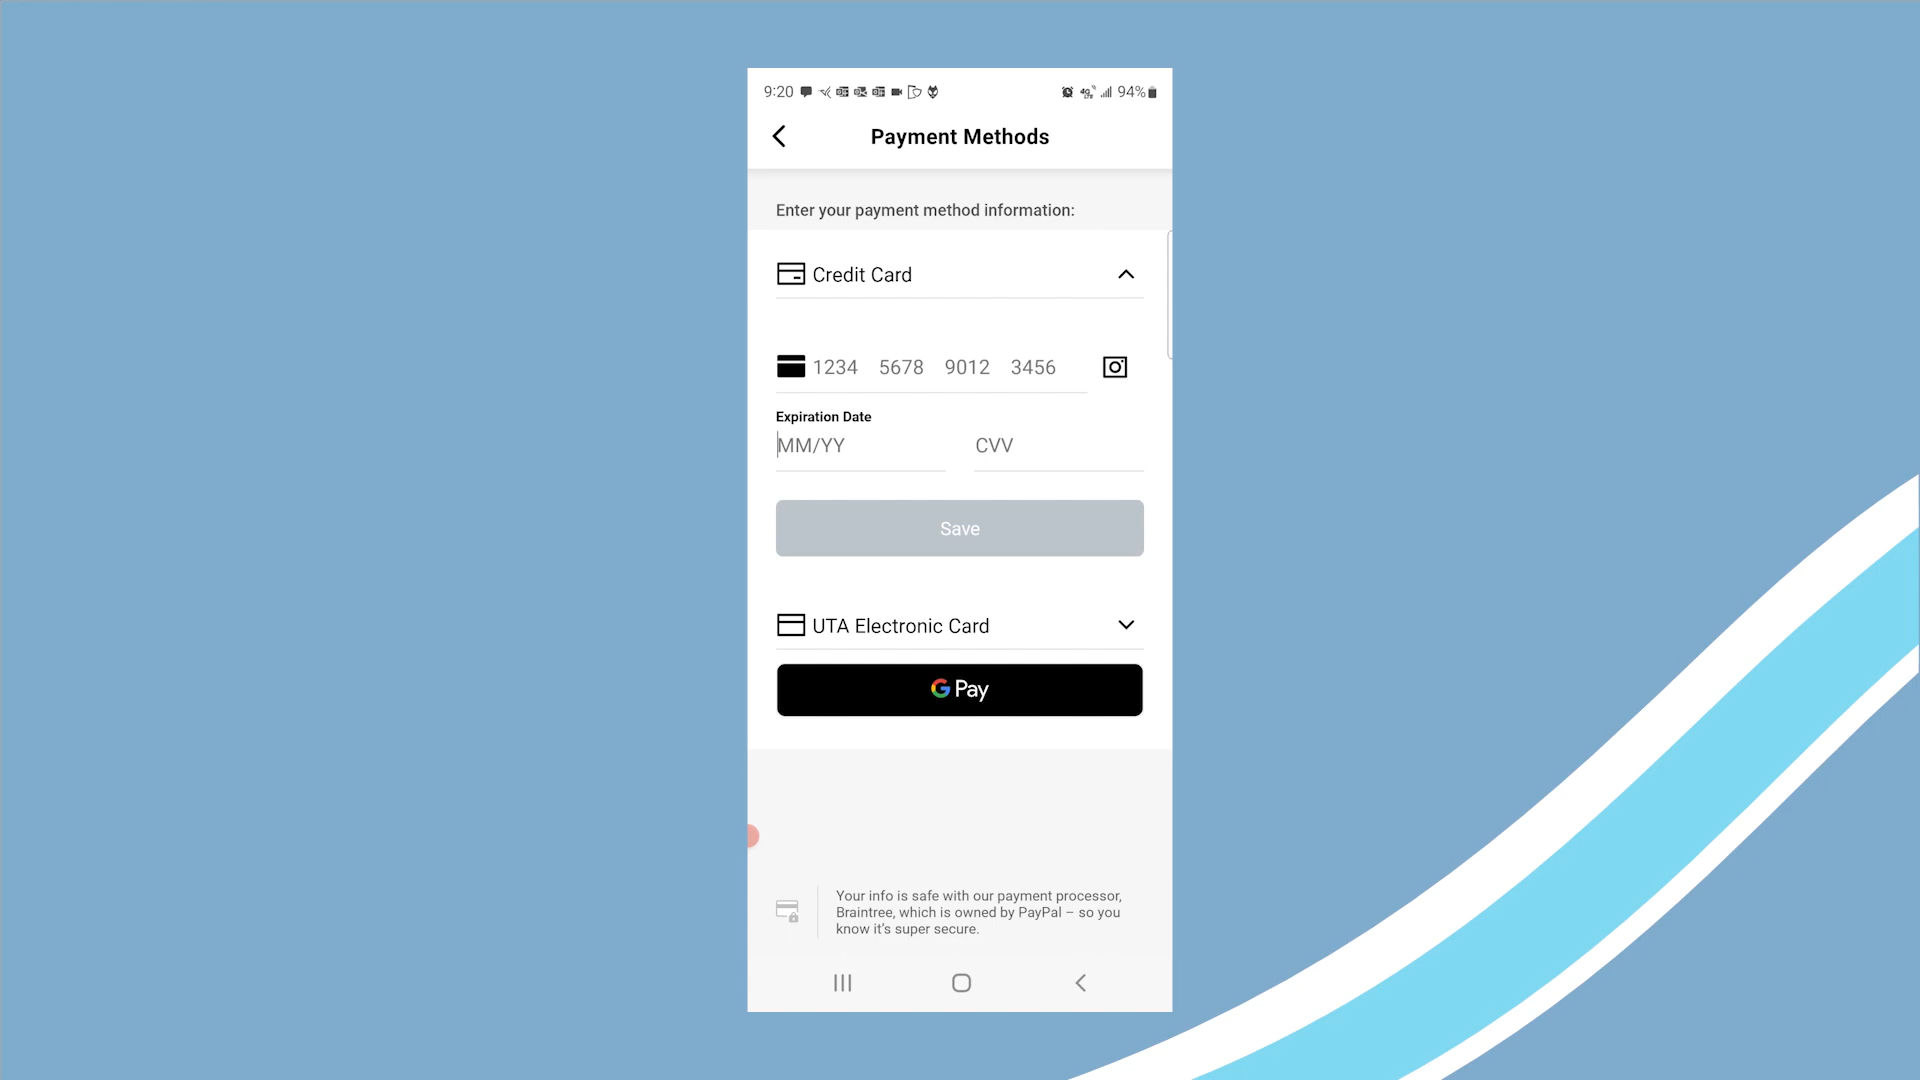 9:20 94%
Payment Methods
Enter your payment method information:
Credit Card
1234 5678 9012 3456
Expiration Date
MM/YY CVV
Save
UTA Electronic Card
G Pay
Your info is safe with our payment processor,
Braintree, which is owned by PayPal – so you
know it's super secure.